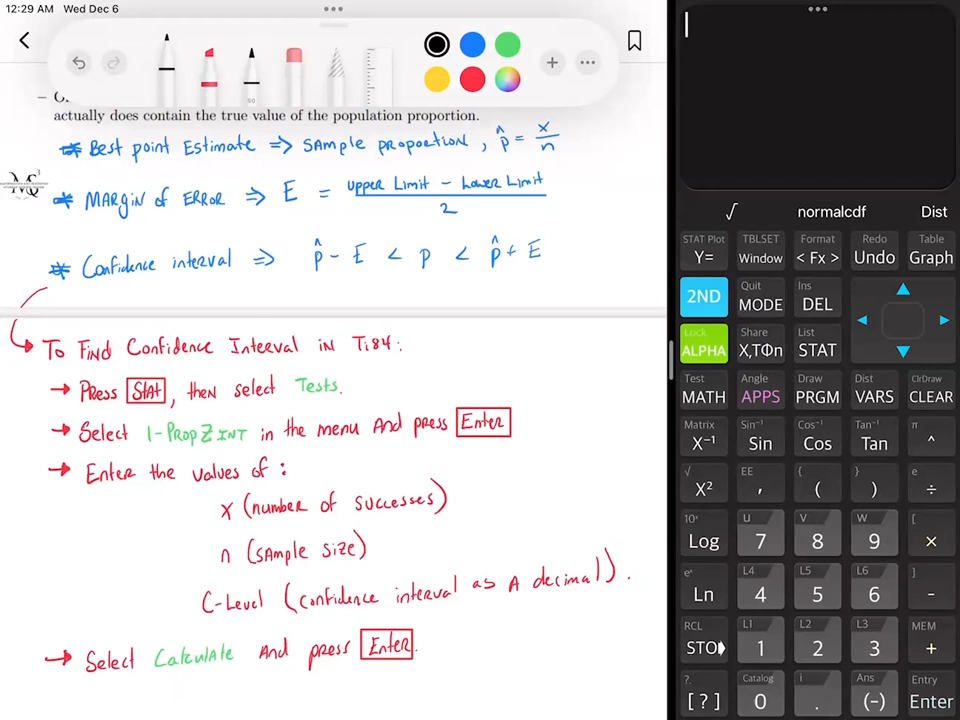 12:29 AM Wed Dec 6
actually does contain the true value of the population proportion.
Best point Estimate => Sample proportion, p̂ = x/n
Margin of Error => E = Upper Limit - Lower Limit / 2
Confidence interval => p̂ - E < p < p̂ + E
To Find Confidence Interval in Ti84:
→ Press STAT, then select Tests.
→ Select 1-PropZInt in the menu And press Enter
→ Enter the values of :
x (number of successes)
n (sample size)
C-Level (confidence interval as A decimal).
→ Select Calculate And press Enter.
√ normalcdf Dist
STAT Plot TBLSET Format Redo Table
Y= Window < Fx > Undo Graph
Quit Ins
2ND MODE DEL
Lock Share List
ALPHA X,TΘn STAT
Test Angle Draw Dist ClrDraw
MATH APPS PRGM VARS CLEAR
Matrix Sin⁻¹ Cos⁻¹ Tan⁻¹ π
X⁻¹ Sin Cos Tan ^
√ EE { } e
X² , ( ) ÷
10ˣ U V W [
Log 7 8 9 ×
eˣ L4 L5 L6 ]
Ln 4 5 6 -
RCL L1 L2 L3 MEM
STO▶ 1 2 3 +
?. Catalog i Ans Entry
[ ? ] 0 . (-) Enter